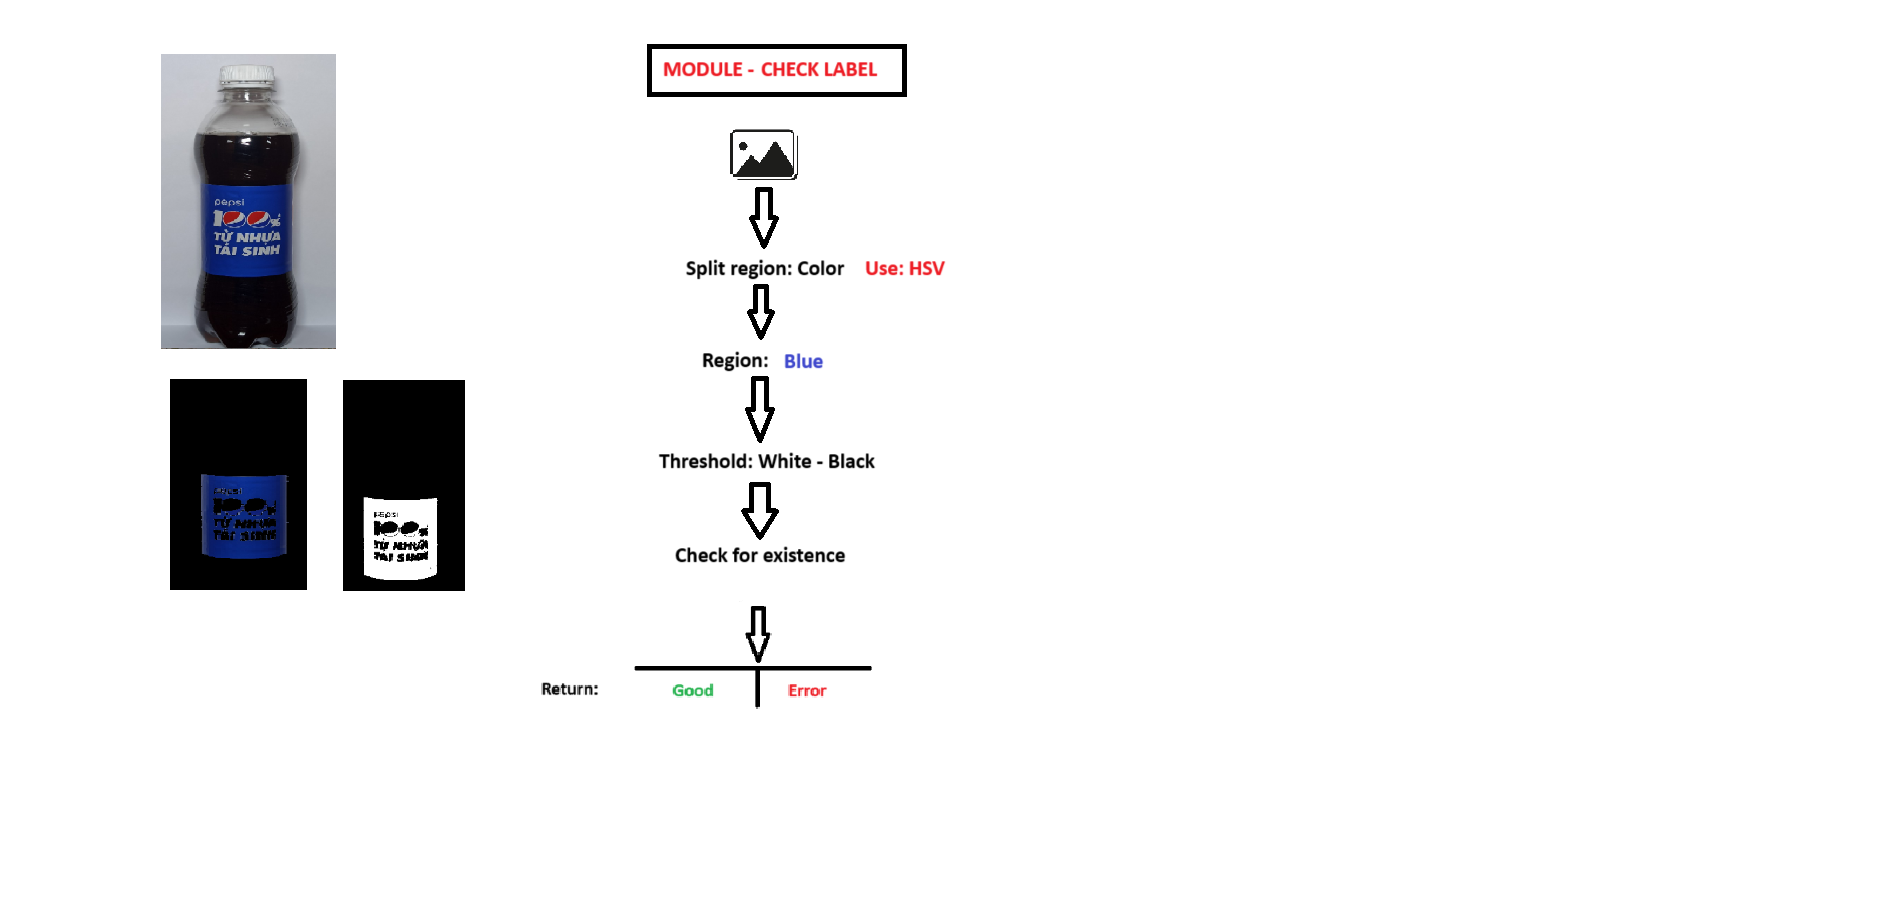 pepsi
100%
TỪ NHỰA
TÁI SINH
pepsi
100%
TỪ NHỰA
TÁI SINH
pepsi
100%
TỪ NHỰA
TÁI SINH
MODULE - CHECK LABEL
Split region: Color Use: HSV
Region: Blue
Threshold: White - Black
Check for existence
Return: Good Error